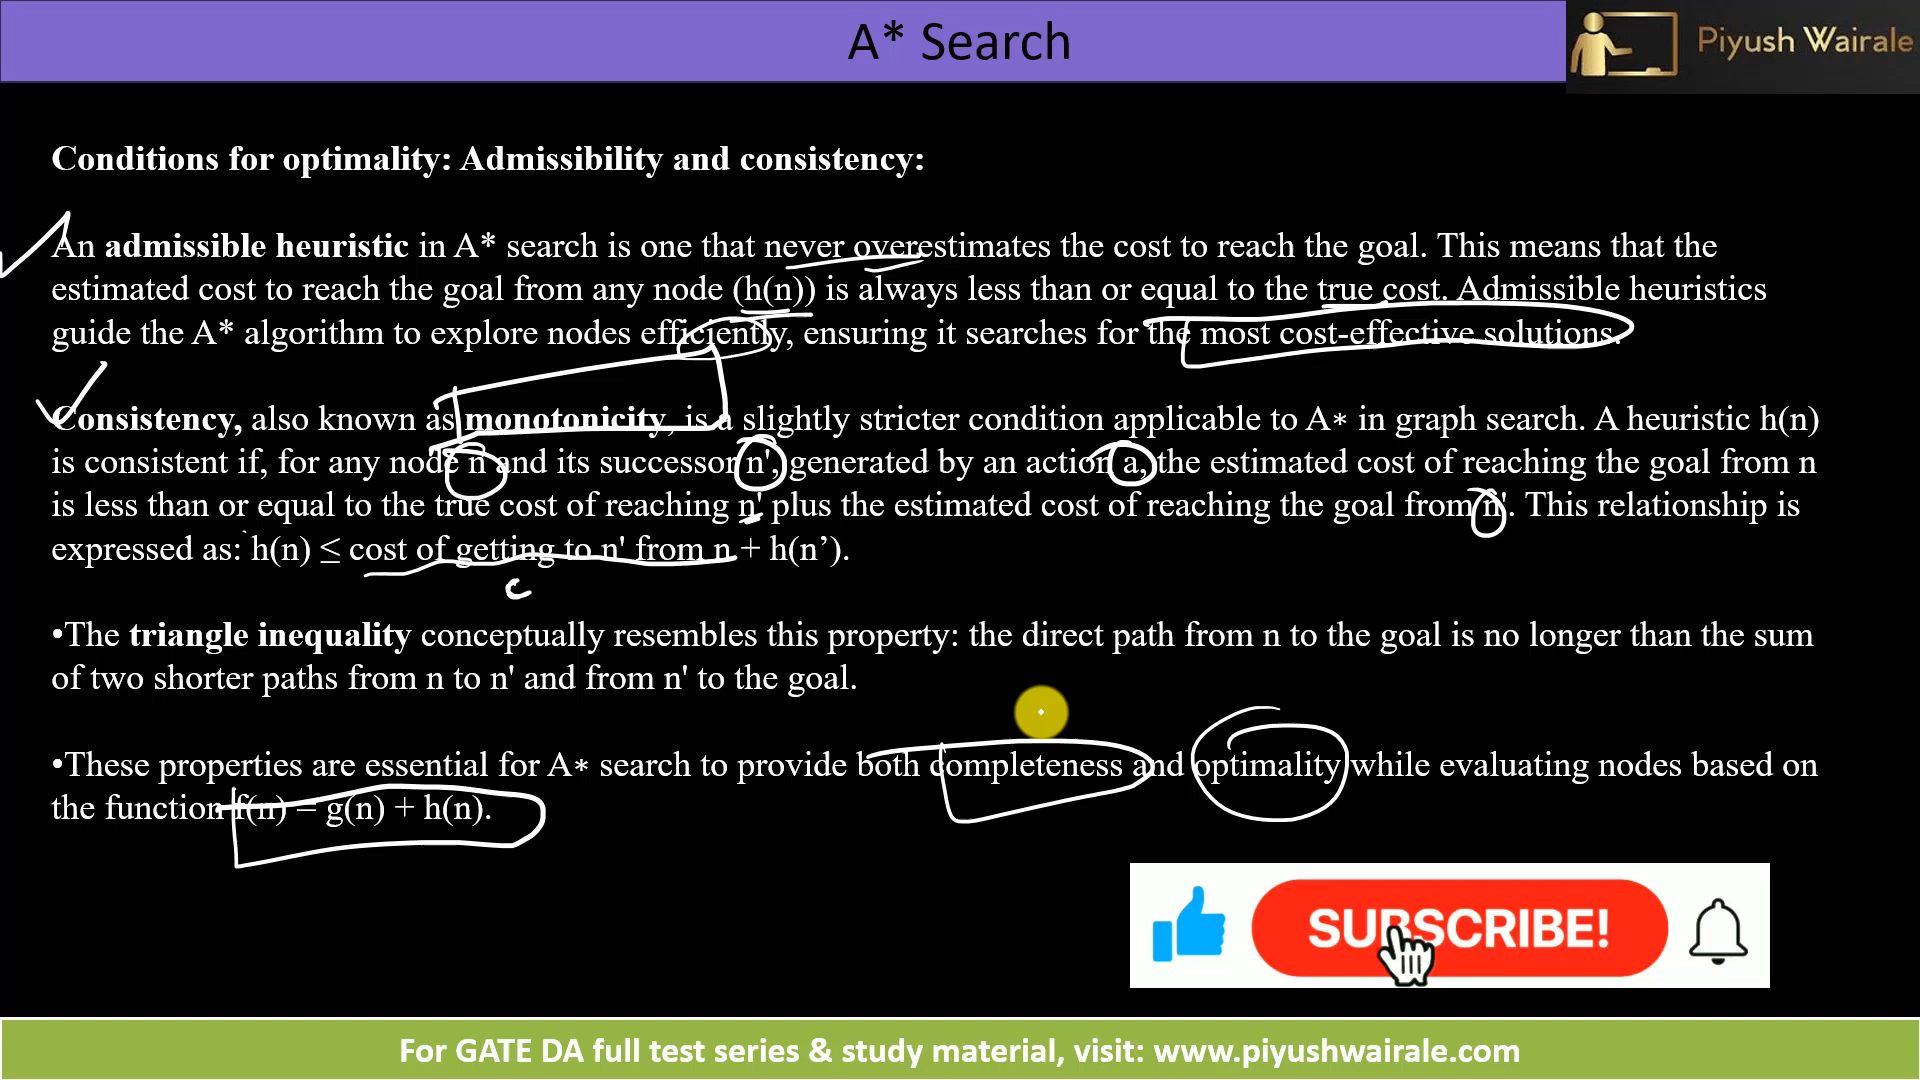 A* Search
Piyush Wairale
Conditions for optimality: Admissibility and consistency:
An admissible heuristic in A* search is one that never overestimates the cost to reach the goal. This means that the
estimated cost to reach the goal from any node (h(n)) is always less than or equal to the true cost. Admissible heuristics
guide the A* algorithm to explore nodes efficiently, ensuring it searches for the most cost-effective solutions.
Consistency, also known as monotonicity, is a slightly stricter condition applicable to A∗ in graph search. A heuristic h(n)
is consistent if, for any node n and its successor n', generated by an action a, the estimated cost of reaching the goal from n
is less than or equal to the true cost of reaching n' plus the estimated cost of reaching the goal from n'. This relationship is
expressed as: h(n) ≤ cost of getting to n' from n + h(n’).
c
•The triangle inequality conceptually resembles this property: the direct path from n to the goal is no longer than the sum
of two shorter paths from n to n' and from n' to the goal.
•These properties are essential for A∗ search to provide both completeness and optimality while evaluating nodes based on
the function f(n) = g(n) + h(n).
SUBSCRIBE!
For GATE DA full test series & study material, visit: www.piyushwairale.com